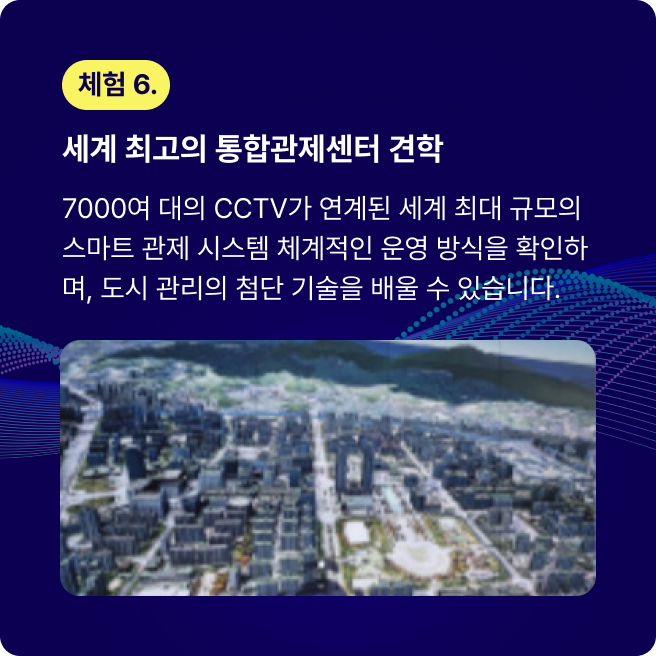 체험 6.
세계 최고의 통합관제센터 견학
7000여 대의 CCTV가 연계된 세계 최대 규모의
스마트 관제 시스템 체계적인 운영 방식을 확인하
며, 도시 관리의 첨단 기술을 배울 수 있습니다.